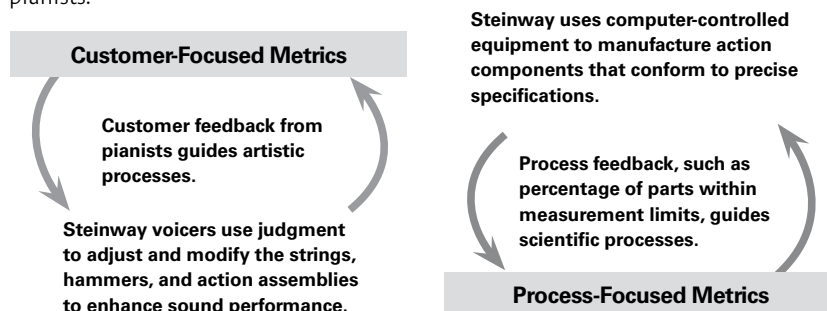 pianists.
Customer-Focused Metrics
Customer feedback from
pianists guides artistic
processes.
Steinway voicers use judgment
to adjust and modify the strings,
hammers, and action assemblies
to enhance sound performance.
Steinway uses computer-controlled
equipment to manufacture action
components that conform to precise
specifications.
Process feedback, such as
percentage of parts within
measurement limits, guides
scientific processes.
Process-Focused Metrics